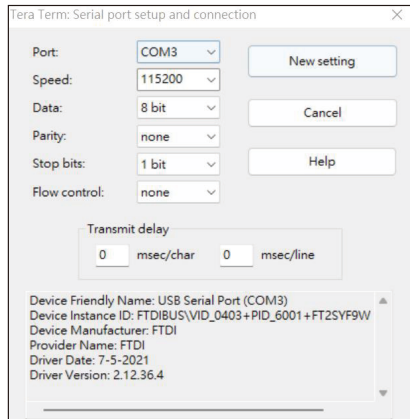 Tera Term: Serial port setup and connection
Port: COM3 New setting
Speed: 115200
Data: 8 bit Cancel
Parity: none
Stop bits: 1 bit Help
Flow control: none
Transmit delay
0 msec/char 0 msec/line
Device Friendly Name: USB Serial Port (COM3)
Device Instance ID: FTDIBUS\VID_0403+PID_6001+FT2SYF9W
Device Manufacturer: FTDI
Provider Name: FTDI
Driver Date: 7-5-2021
Driver Version: 2.12.36.4